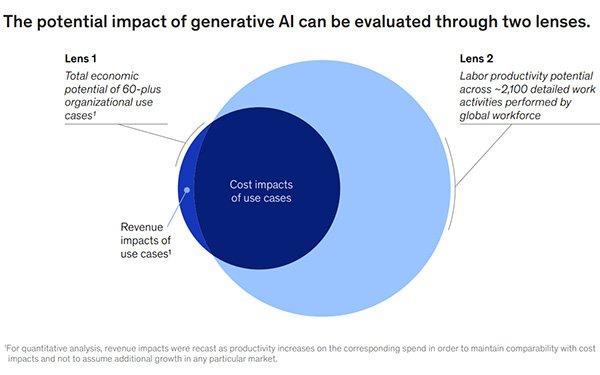 The potential impact of generative AI can be evaluated through two lenses.
Lens 1
Total economic
potential of 60-plus
organizational use
cases¹
Lens 2
Labor productivity potential
across ~2,100 detailed work
activities performed by
global workforce
Cost impacts
of use cases
Revenue
impacts of
use cases¹
¹For quantitative analysis, revenue impacts were recast as productivity increases on the corresponding spend in order to maintain comparability with cost
impacts and not to assume additional growth in any particular market.